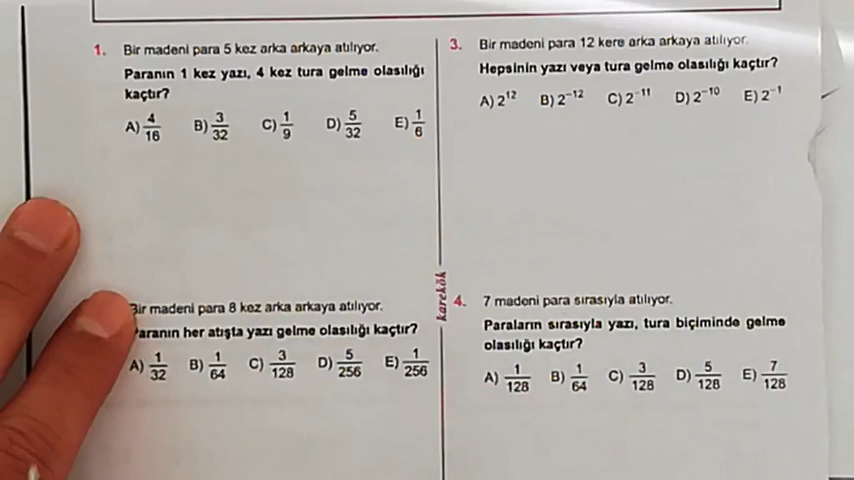 1. Bir madeni para 5 kez arka arkaya atılıyor.
Paranın 1 kez yazı, 4 kez tura gelme olasılığı
kaçtır?
A) 4/16 B) 3/32 C) 1/9 D) 5/32 E) 1/6
Bir madeni para 8 kez arka arkaya atılıyor.
Paranın her atışta yazı gelme olasılığı kaçtır?
A) 1/32 B) 1/64 C) 3/128 D) 5/256 E) 1/256
karekök
3. Bir madeni para 12 kere arka arkaya atılıyor.
Hepsinin yazı veya tura gelme olasılığı kaçtır?
A) 2¹² B) 2⁻¹² C) 2⁻¹¹ D) 2⁻¹⁰ E) 2⁻¹
4. 7 madeni para sırasıyla atılıyor.
Paraların sırasıyla yazı, tura biçiminde gelme
olasılığı kaçtır?
A) 1/128 B) 1/64 C) 3/128 D) 5/128 E) 7/128